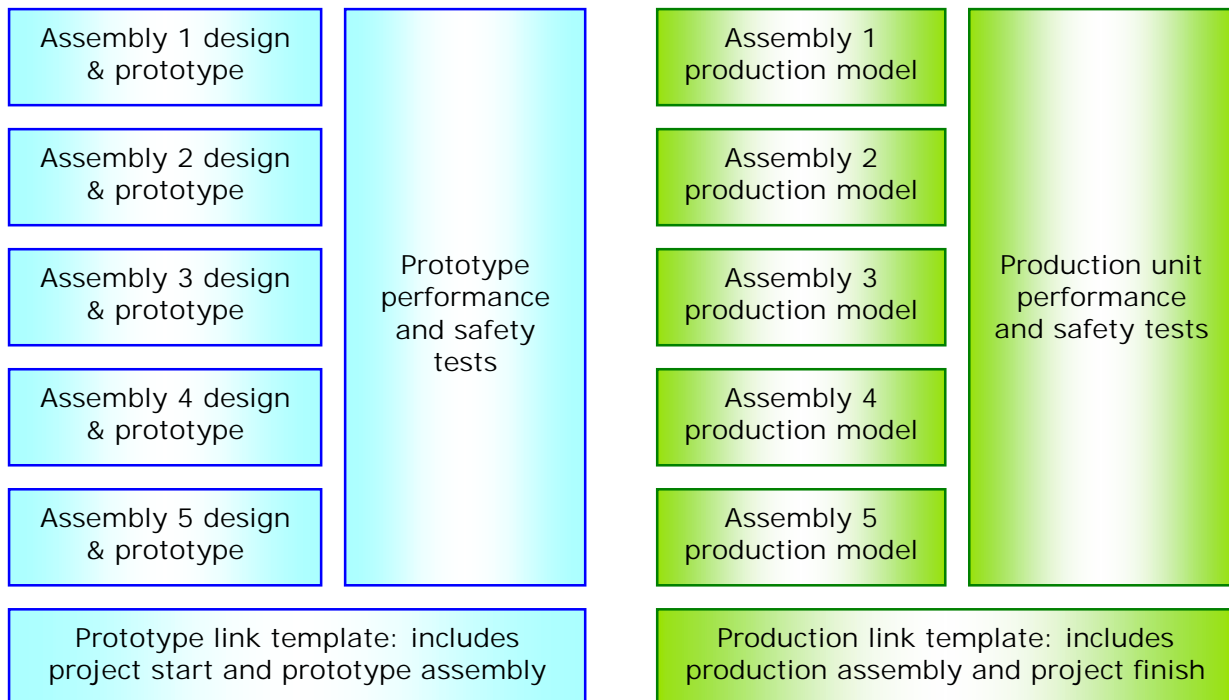 Assembly 1 design
& prototype
Assembly 2 design
& prototype
Assembly 3 design
& prototype
Assembly 4 design
& prototype
Assembly 5 design
& prototype
Prototype
performance
and safety
tests
Prototype link template: includes
project start and prototype assembly
Assembly 1
production model
Assembly 2
production model
Assembly 3
production model
Assembly 4
production model
Assembly 5
production model
Production unit
performance
and safety tests
Production link template: includes
production assembly and project finish